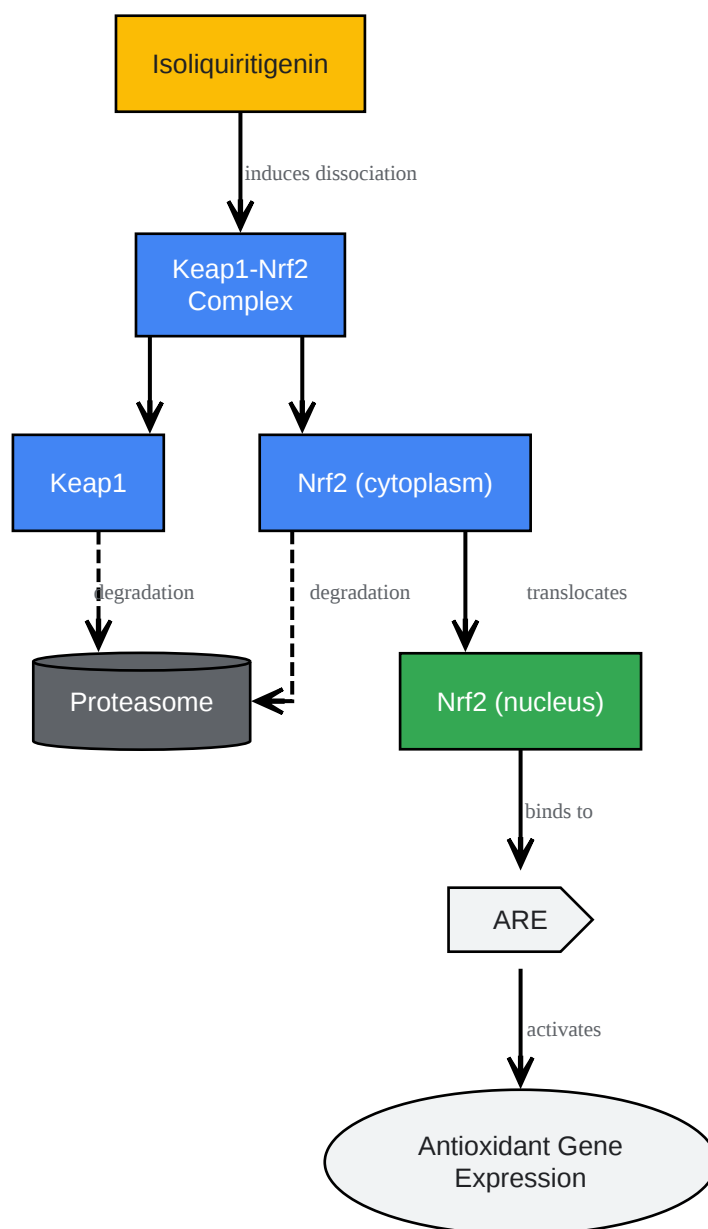 Isoliquiritigenin
induces dissociation
Keap1-Nrf2
Complex
Keap1
Nrf2 (cytoplasm)
degradation
degradation
translocates
Proteasome
Nrf2 (nucleus)
binds to
ARE
activates
Antioxidant Gene
Expression